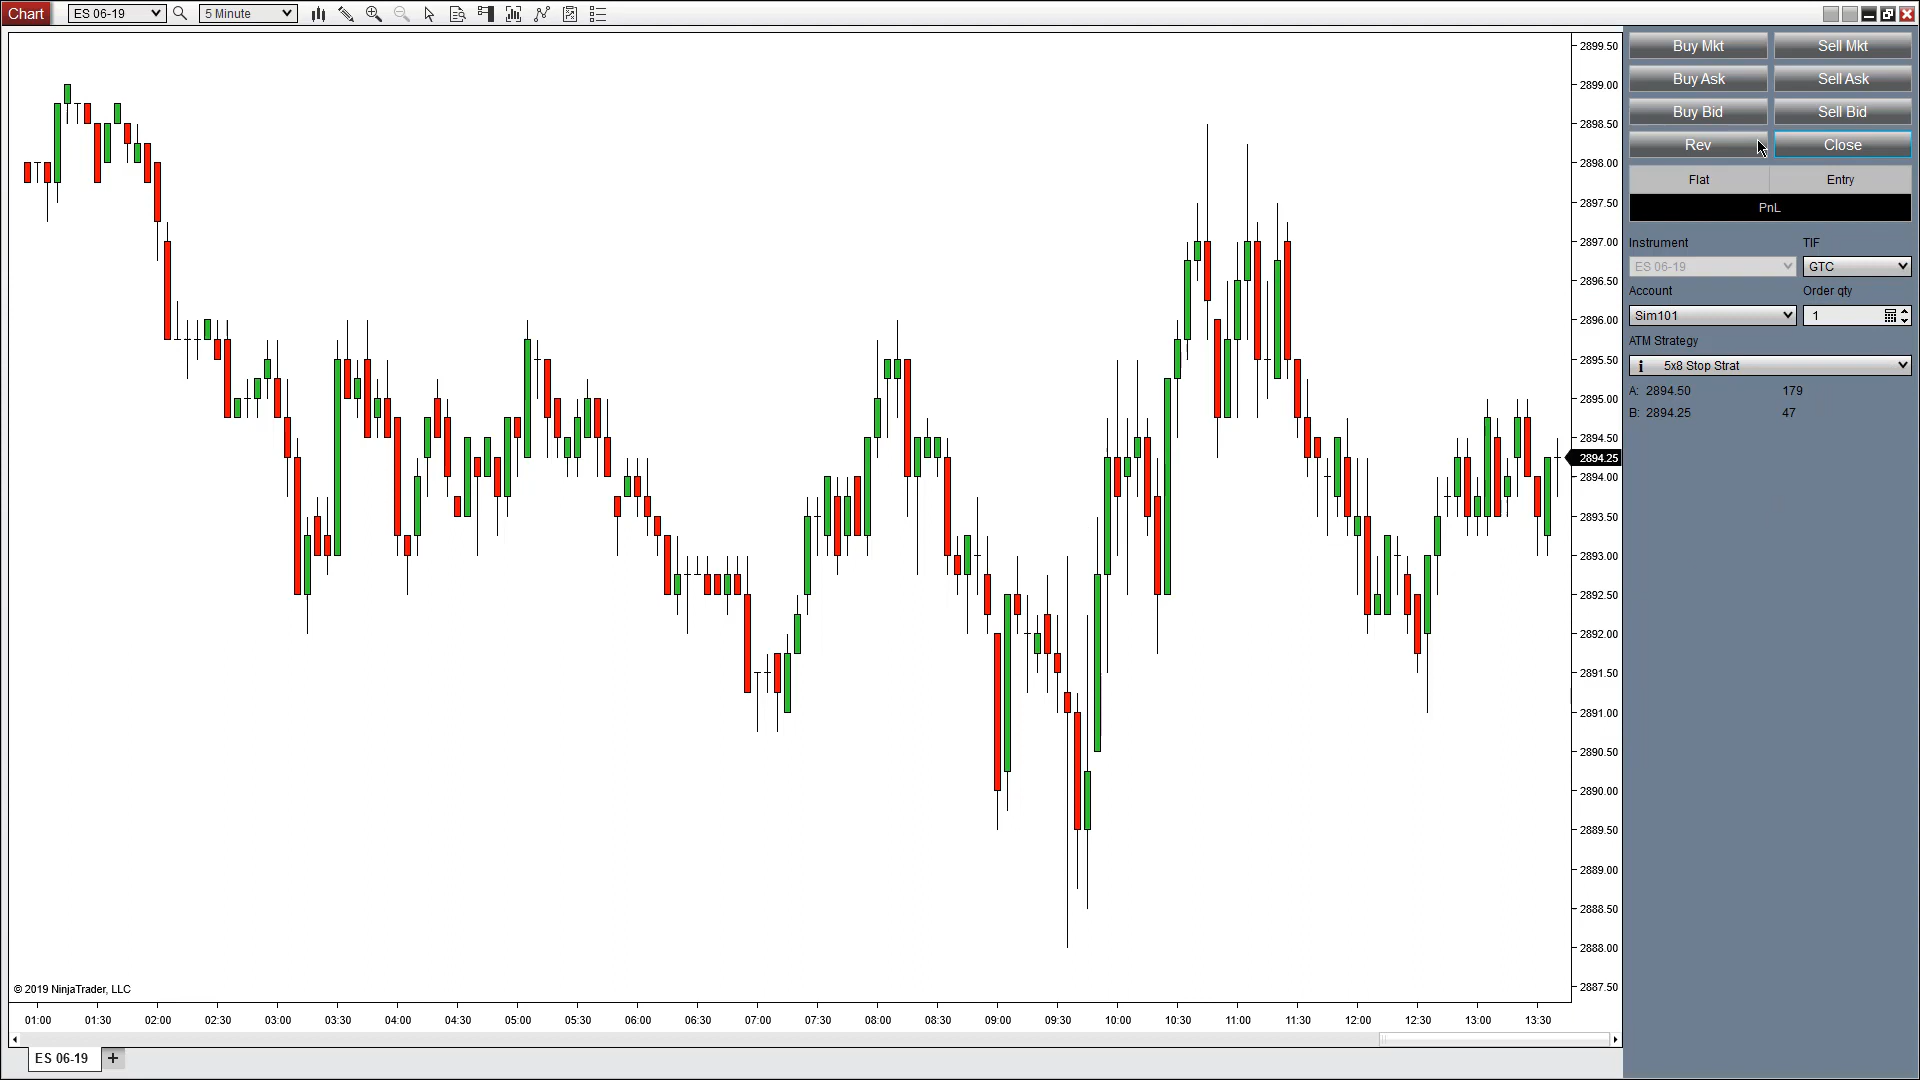 Chart ES 06-19 5 Minute
2899.50
2899.00
2898.50
2898.00
2897.50
2897.00
2896.50
2896.00
2895.50
2895.00
2894.50
2894.25
2894.00
2893.50
2893.00
2892.50
2892.00
2891.50
2891.00
2890.50
2890.00
2889.50
2889.00
2888.50
2888.00
2887.50
© 2019 NinjaTrader, LLC
01:00 01:30 02:00 02:30 03:00 03:30 04:00 04:30 05:00 05:30 06:00 06:30 07:00 07:30 08:00 08:30 09:00 09:30 10:00 10:30 11:00 11:30 12:00 12:30 13:00 13:30
ES 06-19 +
Buy Mkt Sell Mkt
Buy Ask Sell Ask
Buy Bid Sell Bid
Rev Close
Flat Entry
PnL
Instrument TIF
ES 06-19 GTC
Account Order qty
Sim101 1
ATM Strategy
i 5x8 Stop Strat
A: 2894.50 179
B: 2894.25 47